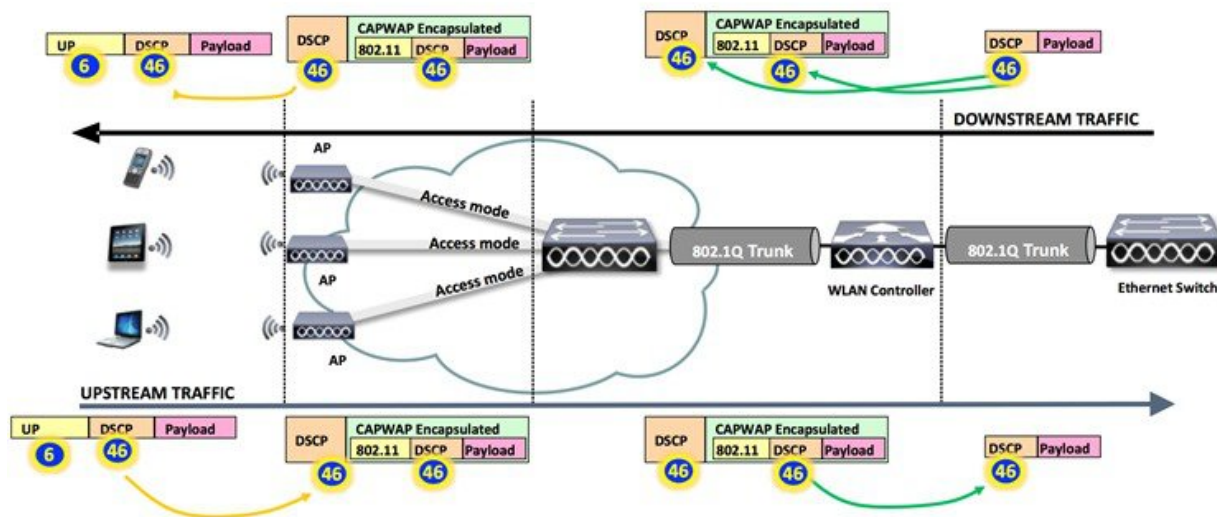 CAPWAP Encapsulated
UP DSCP Payload
DSCP 802.11 DSCP Payload
6 46 46 46
CAPWAP Encapsulated
DSCP 802.11 DSCP Payload
46 46
DSCP Payload
46
DOWNSTREAM TRAFFIC
AP
Access mode
Access mode
AP
Access mode
AP
802.1Q Trunk
WLAN Controller
802.1Q Trunk
Ethernet Switch
UPSTREAM TRAFFIC
UP DSCP Payload
6 46
CAPWAP Encapsulated
DSCP 802.11 DSCP Payload
46 46
CAPWAP Encapsulated
DSCP 802.11 DSCP Payload
46 46
DSCP Payload
46